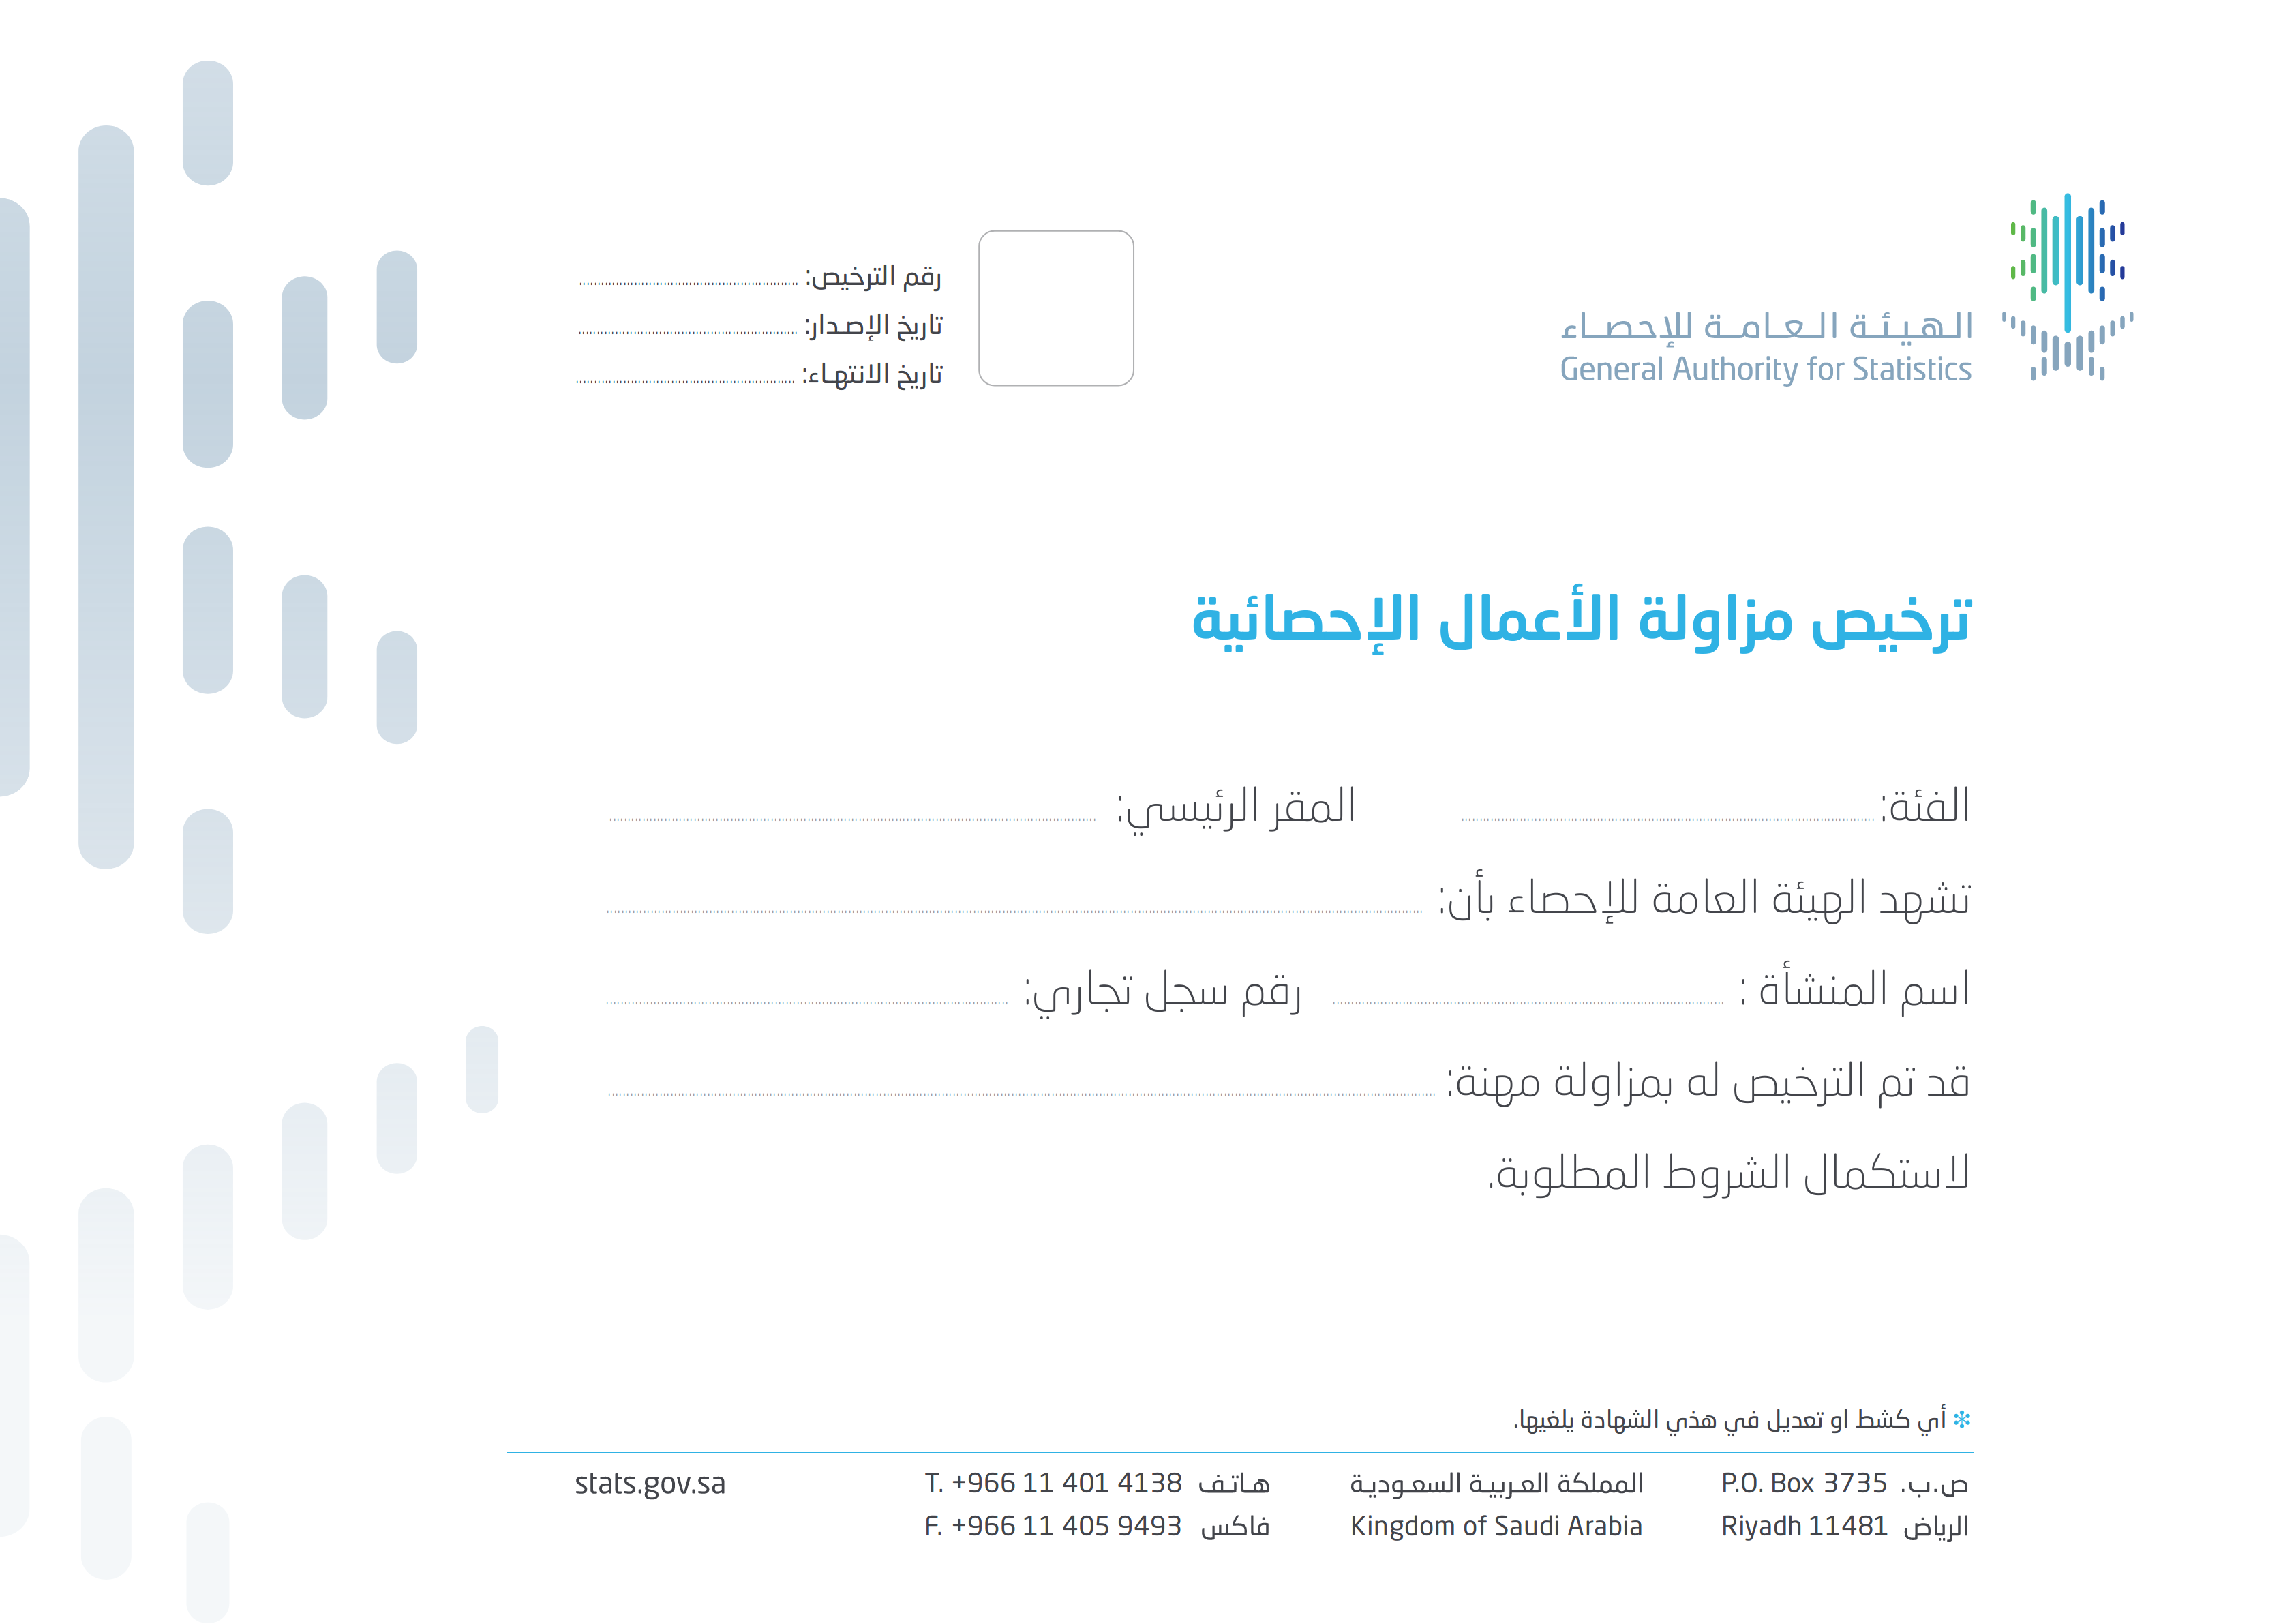 الهيئة العامة للإحصاء
General Authority for Statistics
رقم الترخيص:
تاريخ الإصدار:
تاريخ الانتهاء:
ترخيص مزاولة الأعمال الإحصائية
الفئة: المقر الرئيسي:
تشهد الهيئة العامة للإحصاء بأن:
اسم المنشأة : رقم سجل تجاري:
قد تم الترخيص له بمزاولة مهنة:
لاستكمال الشروط المطلوبة.
❇ أي كشط او تعديل في هذي الشهادة يلغيها.
ص.ب. P.O. Box 3735 المملكة العربية السعودية هاتف T. +966 11 401 4138 stats.gov.sa
الرياض Riyadh 11481 Kingdom of Saudi Arabia فاكس F. +966 11 405 9493